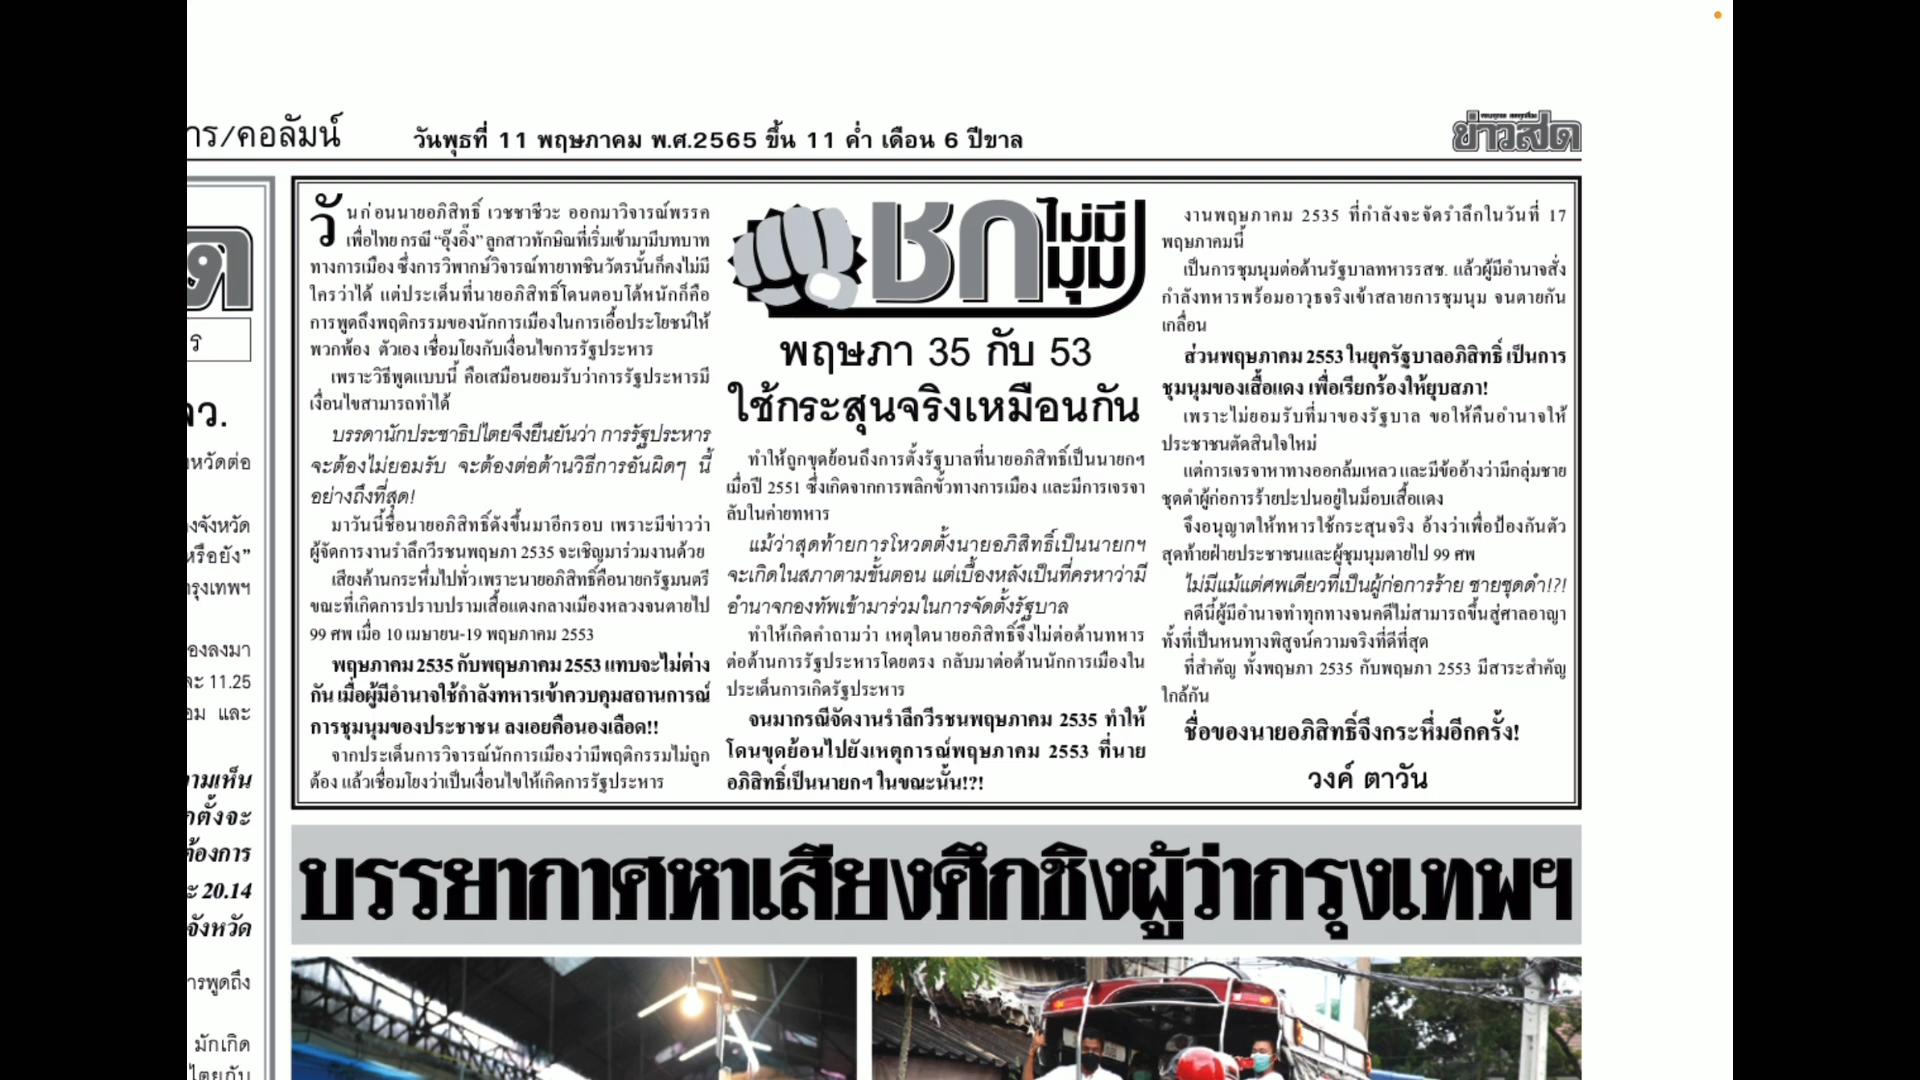 าร/คอลัมน์
วันพุธที่ 11 พฤษภาคม พ.ศ.2565 ขึ้น 11 ค่ำ เดือน 6 ปีขาล
ข่าวสด
ร
หวัดต่อ
งจังหวัด
หรือยัง”
กรุงเทพฯ
องลงมา
ละ 11.25
อม และ
ามเห็น
กตั้งจะ
ต้องการ
ะ 20.14
จังหวัด
ารพูดถึง
มักเกิด
วันก่อนนายอภิสิทธิ์ เวชชาชีวะ ออกมาวิจารณ์พรรค
เพื่อไทย กรณี “อุ๊งอิ๊ง” ลูกสาวทักษิณที่เริ่มเข้ามามีบทบาท
ทางการเมือง ซึ่งการวิพากษ์วิจารณ์ทายาทชินวัตรนั้นก็คงไม่มี
ใครว่าได้ แต่ประเด็นที่นายอภิสิทธิ์โดนตอบโต้หนักก็คือ
การพูดถึงพฤติกรรมของนักการเมืองในการเอื้อประโยชน์ให้
พวกพ้อง ตัวเอง เชื่อมโยงกับเงื่อนไขการรัฐประหาร
เพราะวิธีพูดแบบนี้ คือเสมือนยอมรับว่าการรัฐประหารมี
เงื่อนไขสามารถทำได้
บรรดานักประชาธิปไตยจึงยืนยันว่า การรัฐประหาร
จะต้องไม่ยอมรับ จะต้องต่อต้านวิธีการอันผิดๆ นี้
อย่างถึงที่สุด!
มาวันนี้ชื่อนายอภิสิทธิ์ดังขึ้นมาอีกรอบ เพราะมีข่าวว่า
ผู้จัดการงานรำลึกวีรชนพฤษภา 2535 จะเชิญมาร่วมงานด้วย
เสียงค้านกระหึ่มไปทั่ว เพราะนายอภิสิทธิ์คือนายกรัฐมนตรี
ขณะที่เกิดการปราบปรามเสื้อแดงกลางเมืองหลวงจนตายไป
99 ศพ เมื่อ 10 เมษายน-19 พฤษภาคม 2553
พฤษภาคม 2535 กับพฤษภาคม 2553 แทบจะไม่ต่าง
กัน เมื่อผู้มีอำนาจใช้กำลังทหารเข้าควบคุมสถานการณ์
การชุมนุมของประชาชน ลงเอยคือนองเลือด!!
จากประเด็นการวิจารณ์นักการเมืองว่ามีพฤติกรรมไม่ถูก
ต้อง แล้วเชื่อมโยงว่าเป็นเงื่อนไขให้เกิดการรัฐประหาร
ชกไม่มีมุม
พฤษภา 35 กับ 53
ใช้กระสุนจริงเหมือนกัน
ทำให้ถูกขุดย้อนถึงการตั้งรัฐบาลที่นายอภิสิทธิ์เป็นนายกฯ
เมื่อปี 2551 ซึ่งเกิดจากการพลิกขั้วทางการเมือง และมีการเจรจา
ลับในค่ายทหาร
แม้ว่าสุดท้ายการโหวตตั้งนายอภิสิทธิ์เป็นนายกฯ
จะเกิดในสภาตามขั้นตอน แต่เบื้องหลังเป็นที่ครหาว่ามี
อำนาจกองทัพเข้ามาร่วมในการจัดตั้งรัฐบาล
ทำให้เกิดคำถามว่า เหตุใดนายอภิสิทธิ์จึงไม่ต่อต้านทหาร
ต่อต้านการรัฐประหารโดยตรง กลับมาต่อต้านนักการเมืองใน
ประเด็นการเกิดรัฐประหาร
จนมากรณีจัดงานรำลึกวีรชนพฤษภาคม 2535 ทำให้
โดนขุดย้อนไปยังเหตุการณ์พฤษภาคม 2553 ที่นาย
อภิสิทธิ์เป็นนายกฯ ในขณะนั้น!?!
งานพฤษภาคม 2535 ที่กำลังจะจัดรำลึกในวันที่ 17
พฤษภาคมนี้
เป็นการชุมนุมต่อต้านรัฐบาลทหารรสช. แล้วผู้มีอำนาจสั่ง
กำลังทหารพร้อมอาวุธจริงเข้าสลายการชุมนุม จนตายกัน
เกลื่อน
ส่วนพฤษภาคม 2553 ในยุครัฐบาลอภิสิทธิ์ เป็นการ
ชุมนุมของเสื้อแดง เพื่อเรียกร้องให้ยุบสภา!
เพราะไม่ยอมรับที่มาของรัฐบาล ขอให้คืนอำนาจให้
ประชาชนตัดสินใจใหม่
แต่การเจรจาหาทางออกล้มเหลว และมีข้ออ้างว่ามีกลุ่มชาย
ชุดดำผู้ก่อการร้ายปะปนอยู่ในม็อบเสื้อแดง
จึงอนุญาตให้ทหารใช้กระสุนจริง อ้างว่าเพื่อป้องกันตัว
สุดท้ายฝ่ายประชาชนและผู้ชุมนุมตายไป 99 ศพ
ไม่มีแม้แต่ศพเดียวที่เป็นผู้ก่อการร้าย ชายชุดดำ!?!
คดีนี้ผู้มีอำนาจทำทุกทางจนคดีไม่สามารถขึ้นสู่ศาลอาญา
ทั้งที่เป็นหนทางพิสูจน์ความจริงที่ดีที่สุด
ที่สำคัญ ทั้งพฤษภา 2535 กับพฤษภา 2553 มีสาระสำคัญ
ใกล้กัน
ชื่อของนายอภิสิทธิ์จึงกระหึ่มอีกครั้ง!
วงค์ ตาวัน
บรรยากาศหาเสียงศึกชิงผู้ว่ากรุงเทพฯ